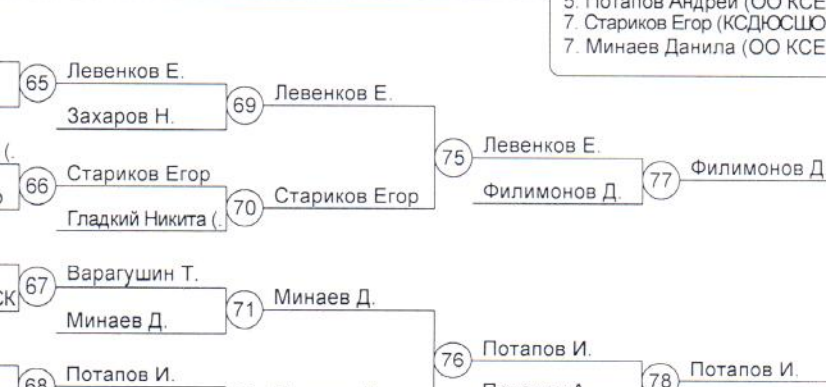 5. Потапов Андрей (ОО КСЕ
7. Стариков Егор (КСДЮСШО
7. Минаев Данила (ОО КСЕ
65 Левенков Е.
Захаров Н.
69 Левенков Е.
66 Стариков Егор
Гладкий Никита (.
70 Стариков Егор
75 Левенков Е.
Филимонов Д.
77 Филимонов Д
67 Варагушин Т.
Минаев Д.
71 Минаев Д.
68 Потапов И.
76 Потапов И.
78 Потапов И.